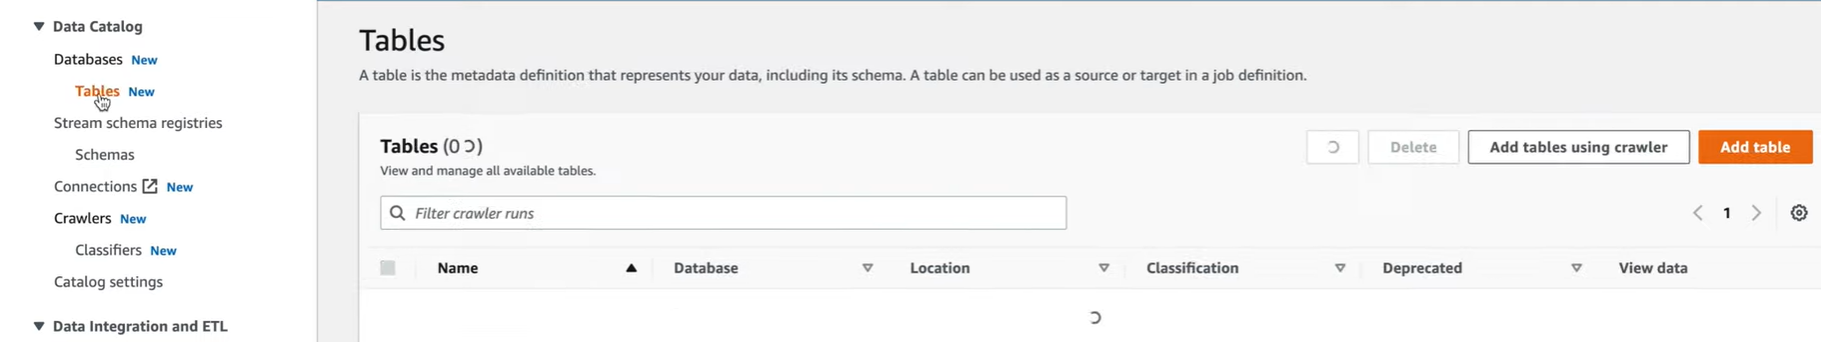 Data Catalog
Databases New
Tables New
Stream schema registries
Schemas
Connections New
Crawlers New
Classifiers New
Catalog settings
Data Integration and ETL
Tables
A table is the metadata definition that represents your data, including its schema. A table can be used as a source or target in a job definition.
Tables (0)
View and manage all available tables.
Delete
Add tables using crawler
Add table
Filter crawler runs
1
Name Database Location Classification Deprecated View data